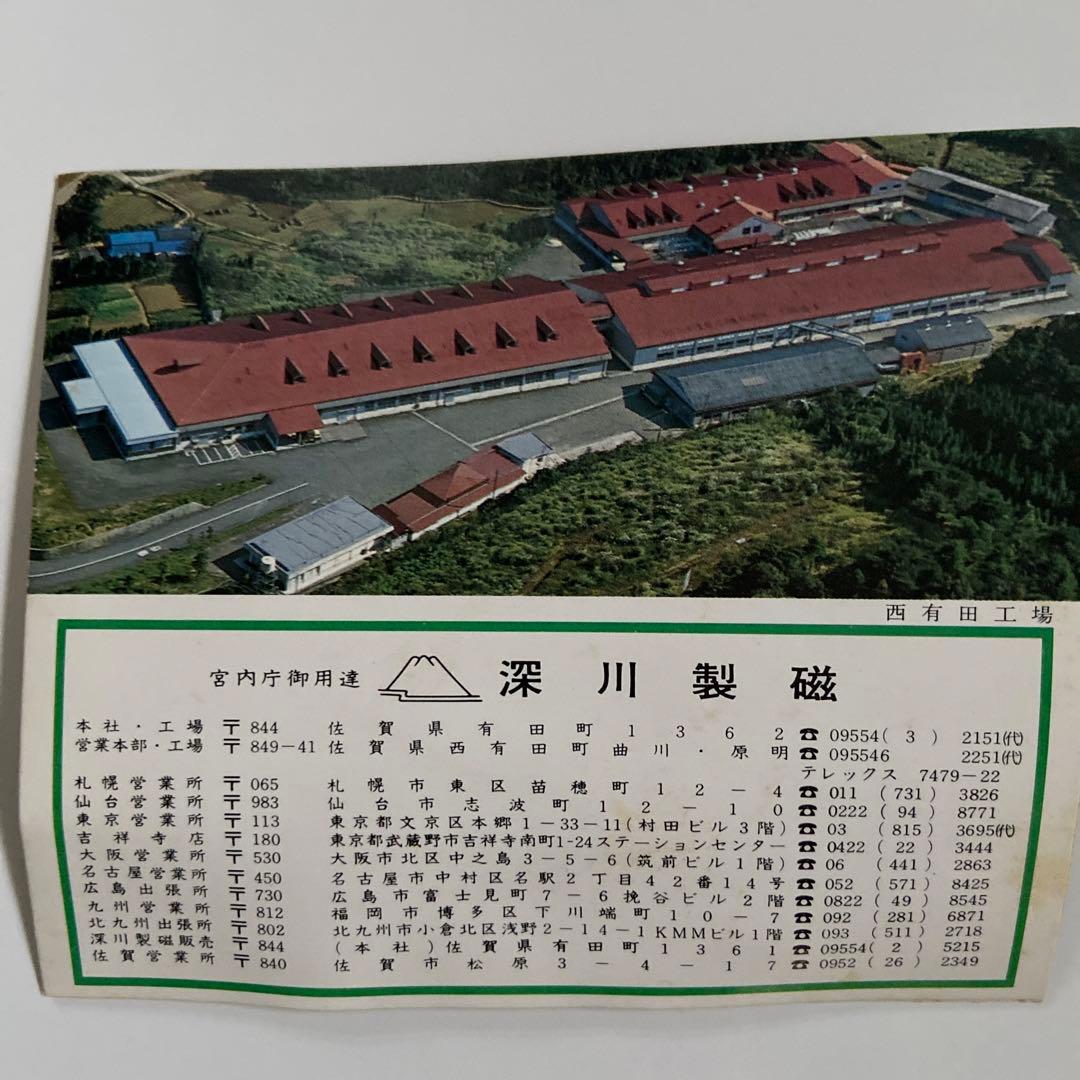 西有田工場
宮内庁御用達 深川製磁
本社・工場 〒844 佐賀県有田町1362 ☎ 09554(3)2151(代)
営業本部・工場 〒849-41 佐賀県西有田町曲川・原明 ☎ 095546 2251(代)
テレックス 7479-22
札幌営業所 〒065 札幌市東区苗穂町12-4 ☎ 011(731)3826
仙台営業所 〒983 仙台市志波町12-10 ☎ 0222(94)8771
東京営業所 〒113 東京都文京区本郷1-33-11(村田ビル3階) ☎ 03(815)3695(代)
吉祥寺店 〒180 東京都武蔵野市吉祥寺南町1-24ステーションセンター ☎ 0422(22)3444
大阪営業所 〒530 大阪市北区中之島3-5-6(筑前ビル1階) ☎ 06(441)2863
名古屋営業所 〒450 名古屋市中村区名駅2丁目42番14号 ☎ 052(571)8425
広島出張所 〒730 広島市富士見町7-6挽谷ビル2階 ☎ 0822(49)8545
九州営業所 〒812 福岡市博多区下川端町10-7 ☎ 092(281)6871
北九州出張所 〒802 北九州市小倉北区浅野2-14-1KMMビル1階 ☎ 093(511)2718
深川製磁販売 〒844 (本社)佐賀県有田町1361 ☎ 09554(2)5215
佐賀営業所 〒840 佐賀市松原3-4-17 ☎ 0952(26)2349